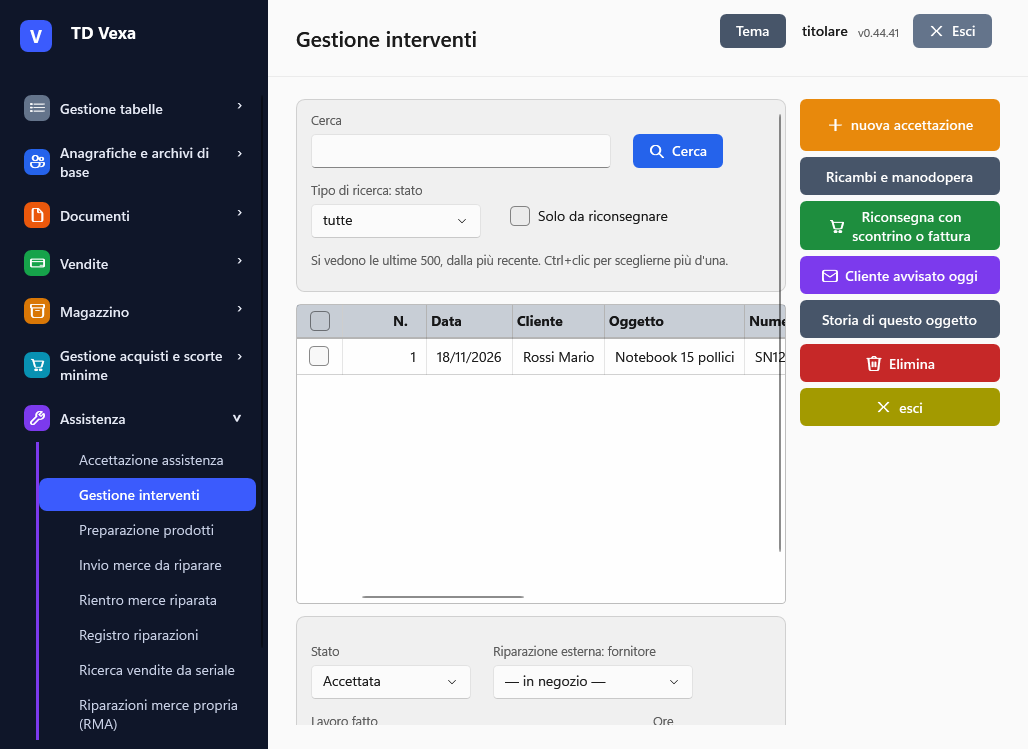 V
TD Vexa
Gestione tabelle
Anagrafiche e archivi di
base
Documenti
Vendite
Magazzino
Gestione acquisti e scorte
minime
Assistenza
Accettazione assistenza
Gestione interventi
Preparazione prodotti
Invio merce da riparare
Rientro merce riparata
Registro riparazioni
Ricerca vendite da seriale
Riparazioni merce propria
(RMA)
Gestione interventi
Tema
titolare v0.44.41
Esci
Cerca
Cerca
Tipo di ricerca: stato
tutte
Solo da riconsegnare
Si vedono le ultime 500, dalla più recente. Ctrl+clic per sceglierne più d'una.
N. Data Cliente Oggetto Nume
1 18/11/2026 Rossi Mario Notebook 15 pollici SN12
Stato Riparazione esterna: fornitore
Accettata — in negozio —
Lavoro fatto Ore
nuova accettazione
Ricambi e manodopera
Riconsegna con
scontrino o fattura
Cliente avvisato oggi
Storia di questo oggetto
Elimina
esci